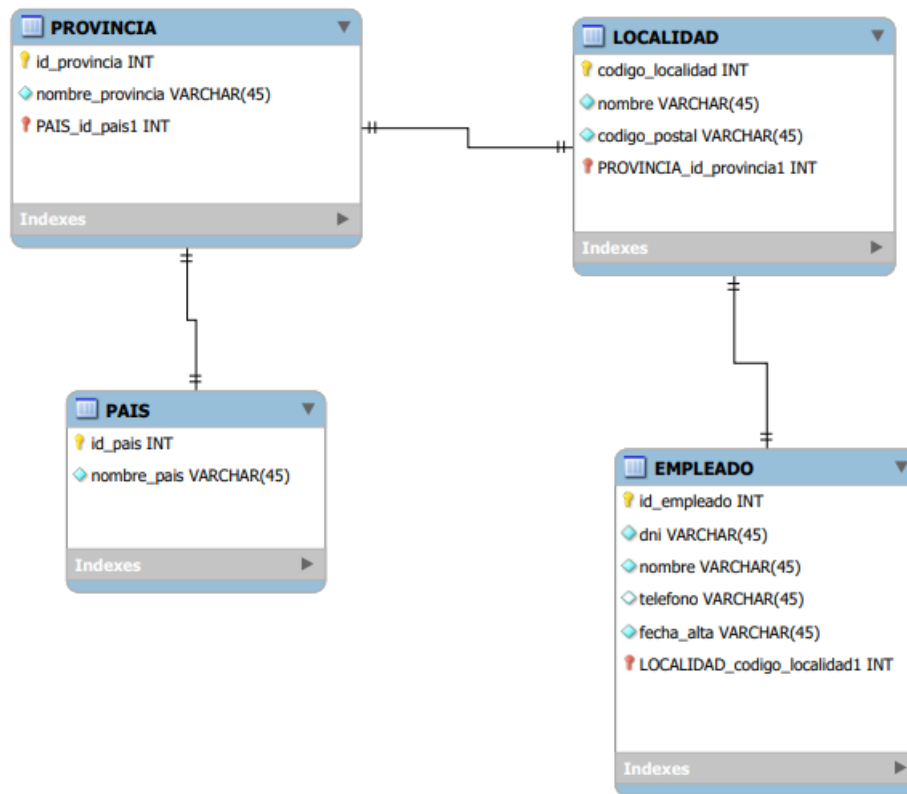 PROVINCIA
id_provincia INT
nombre_provincia VARCHAR(45)
PAIS_id_pais1 INT
Indexes
LOCALIDAD
codigo_localidad INT
nombre VARCHAR(45)
codigo_postal VARCHAR(45)
PROVINCIA_id_provincia1 INT
Indexes
PAIS
id_pais INT
nombre_pais VARCHAR(45)
Indexes
EMPLEADO
id_empleado INT
dni VARCHAR(45)
nombre VARCHAR(45)
telefono VARCHAR(45)
fecha_alta VARCHAR(45)
LOCALIDAD_codigo_localidad1 INT
Indexes